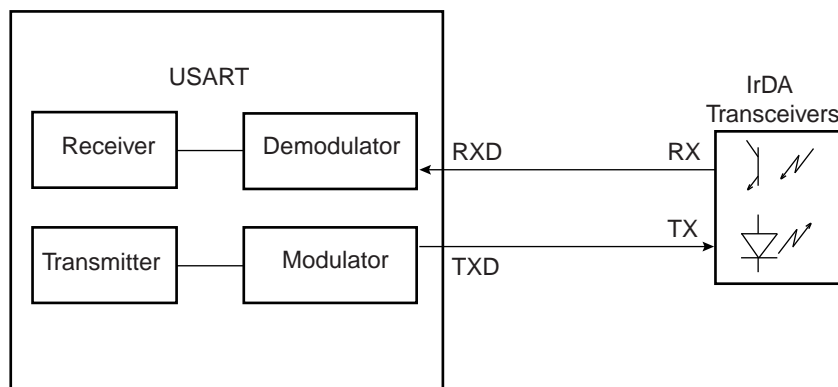 USART
IrDA
Transceivers
Receiver
Demodulator
RXD
RX
Transmitter
Modulator
TXD
TX